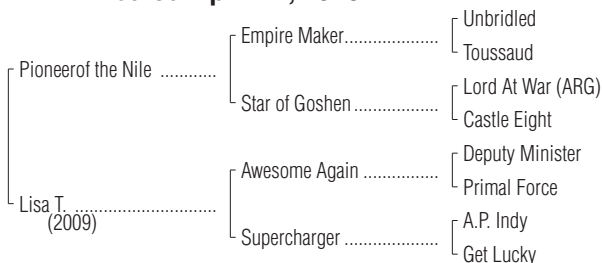 Unbridled
Empire Maker....................
Toussaud
Pioneerof the Nile ............
Lord At War (ARG)
Star of Goshen..................
Castle Eight
Deputy Minister
Awesome Again ................
Primal Force
Lisa T. ..............................
(2009)
A.P. Indy
Supercharger ....................
Get Lucky